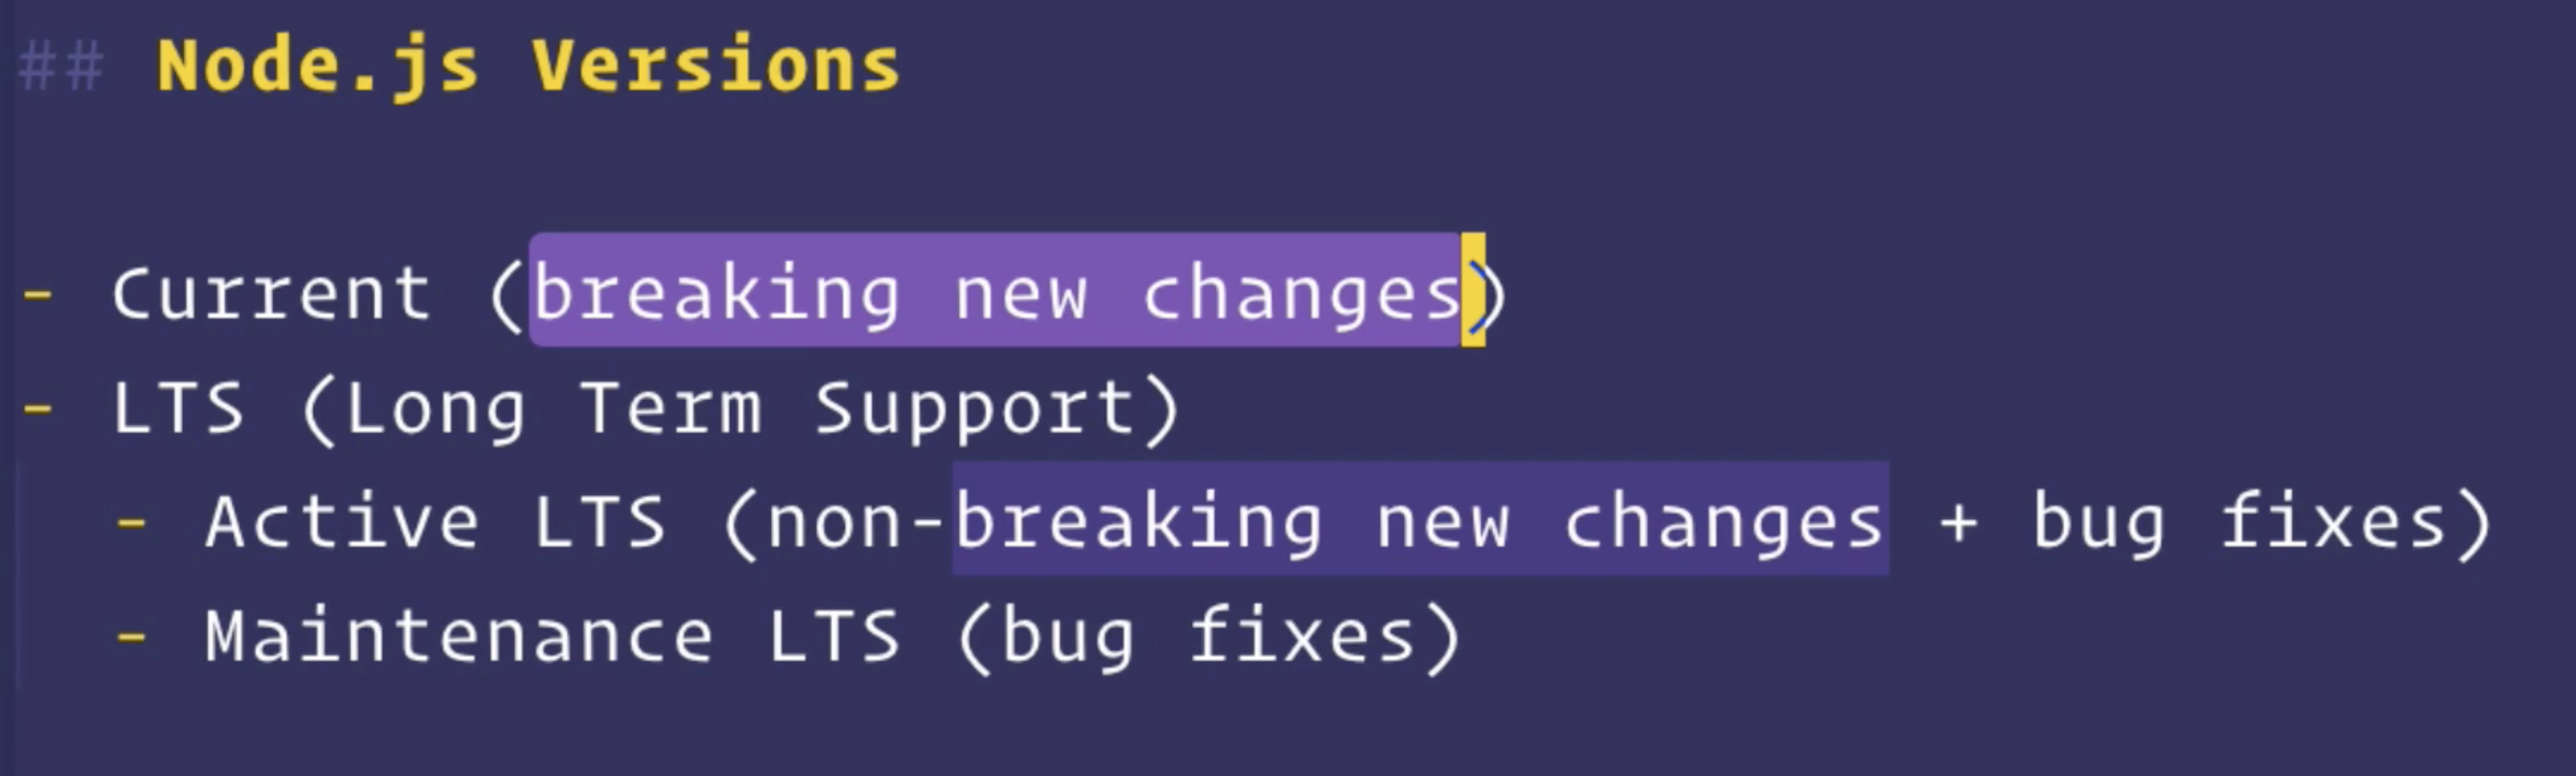 ## Node.js Versions
- Current (breaking new changes)
- LTS (Long Term Support)
- Active LTS (non-breaking new changes + bug fixes)
- Maintenance LTS (bug fixes)